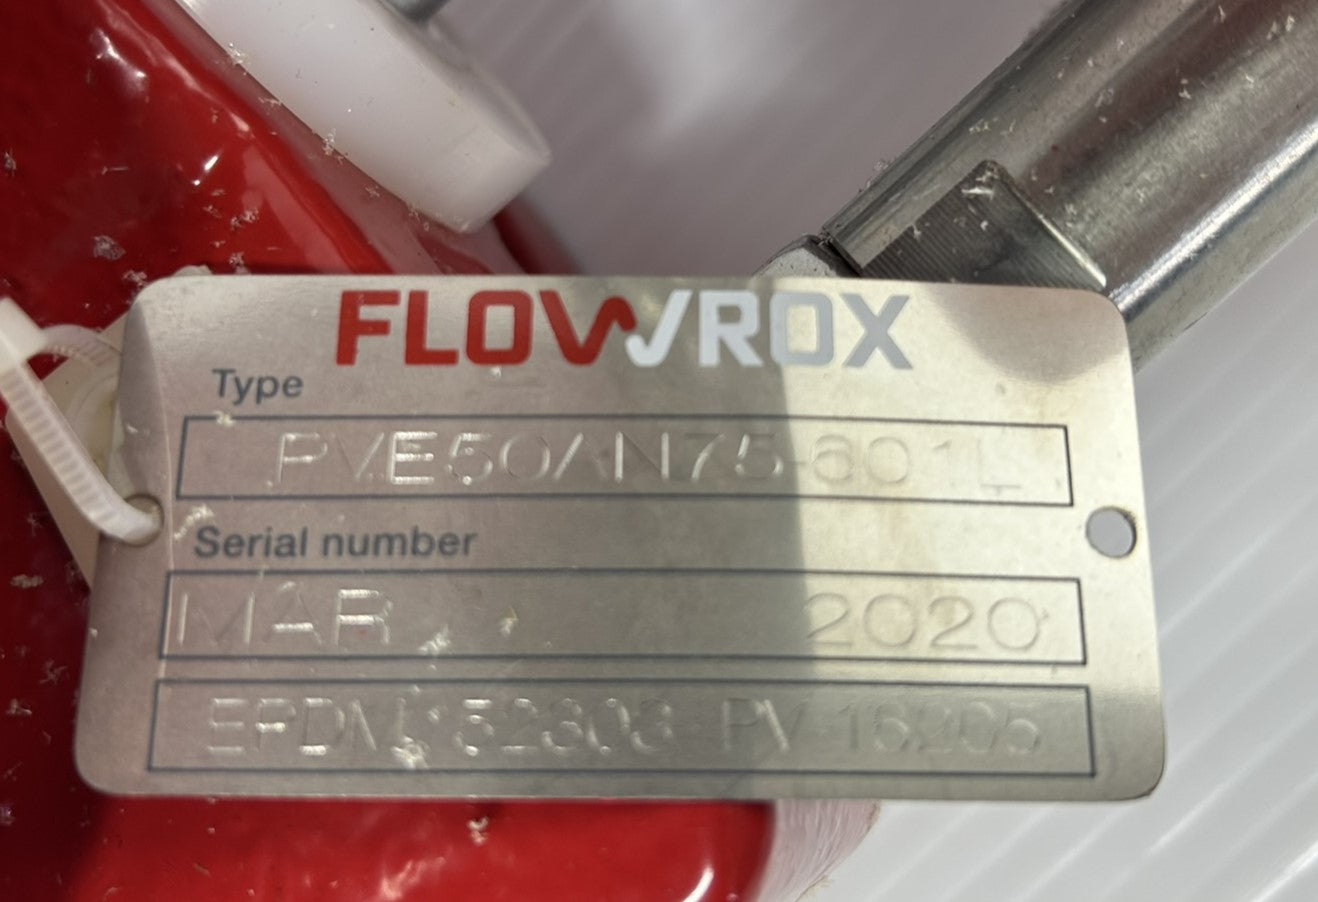 FLOWROX
Type
PVE50AN75-601L
Serial number
MAR 2020
EPDM:52303 PV-16205